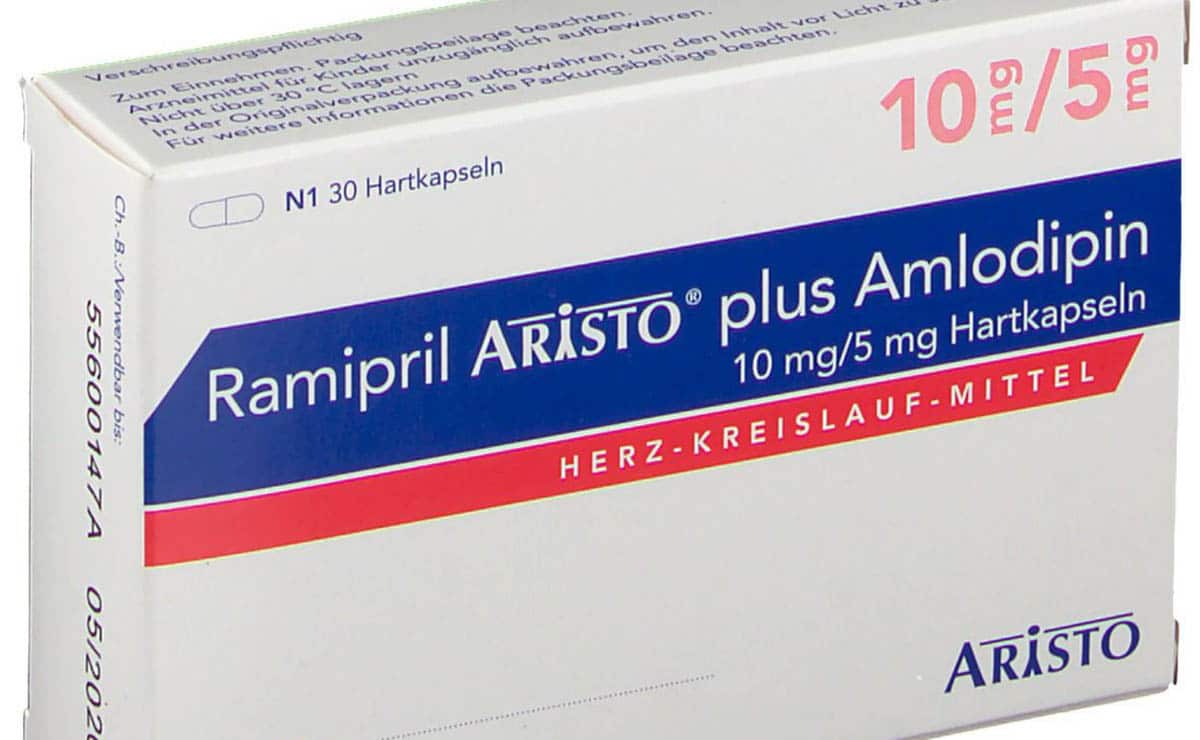 Verschreibungspflichtig
Zum Einnehmen. Packungsbeilage beachten.
Arzneimittel für Kinder unzugänglich aufbewahren.
Nicht über 30 °C lagern
In der Originalverpackung aufbewahren, um den Inhalt vor Licht zu
Für weitere Informationen die Packungsbeilage beachten.
10 mg/5 mg
N1 30 Hartkapseln
Ramipril ARISTO® plus Amlodipin
10 mg/5 mg Hartkapseln
HERZ-KREISLAUF-MITTEL
ARISTO
Ch.-B.:/Verwendbar bis:
55600147A 05/202